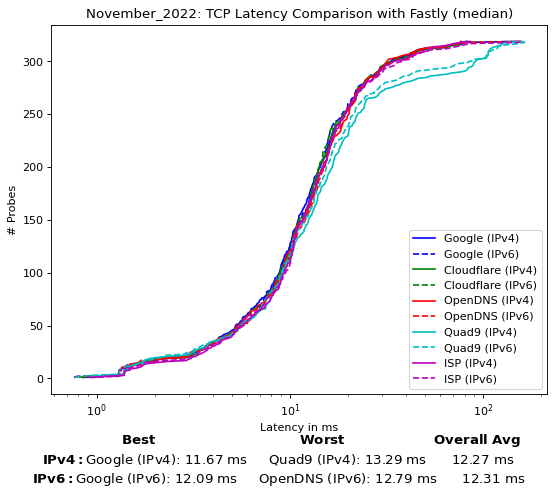 November_2022: TCP Latency Comparison with Fastly (median)
# Probes
300
250
200
150
100
50
0
Google (IPv4)
Google (IPv6)
Cloudflare (IPv4)
Cloudflare (IPv6)
OpenDNS (IPv4)
OpenDNS (IPv6)
Quad9 (IPv4)
Quad9 (IPv6)
ISP (IPv4)
ISP (IPv6)
10⁰ 10¹ 10²
Latency in ms
Best Worst Overall Avg
IPv4: Google (IPv4): 11.67 ms Quad9 (IPv4): 13.29 ms 12.27 ms
IPv6: Google (IPv6): 12.09 ms OpenDNS (IPv6): 12.79 ms 12.31 ms